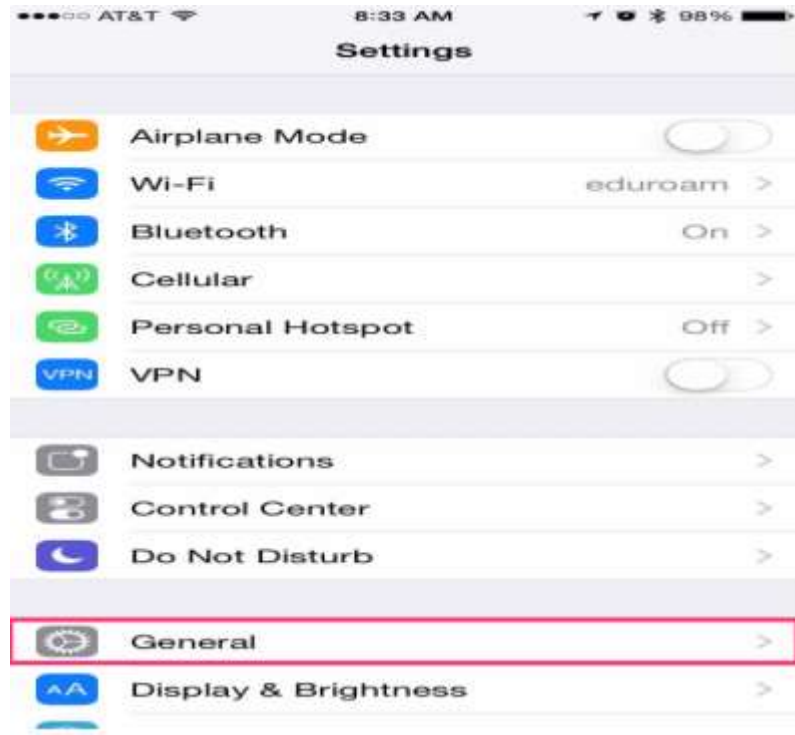 AT&T 8:33 AM 98%
Settings
Airplane Mode
Wi-Fi eduroam >
Bluetooth On >
Cellular >
Personal Hotspot Off >
VPN VPN
Notifications >
Control Center >
Do Not Disturb >
General >
AA Display & Brightness >